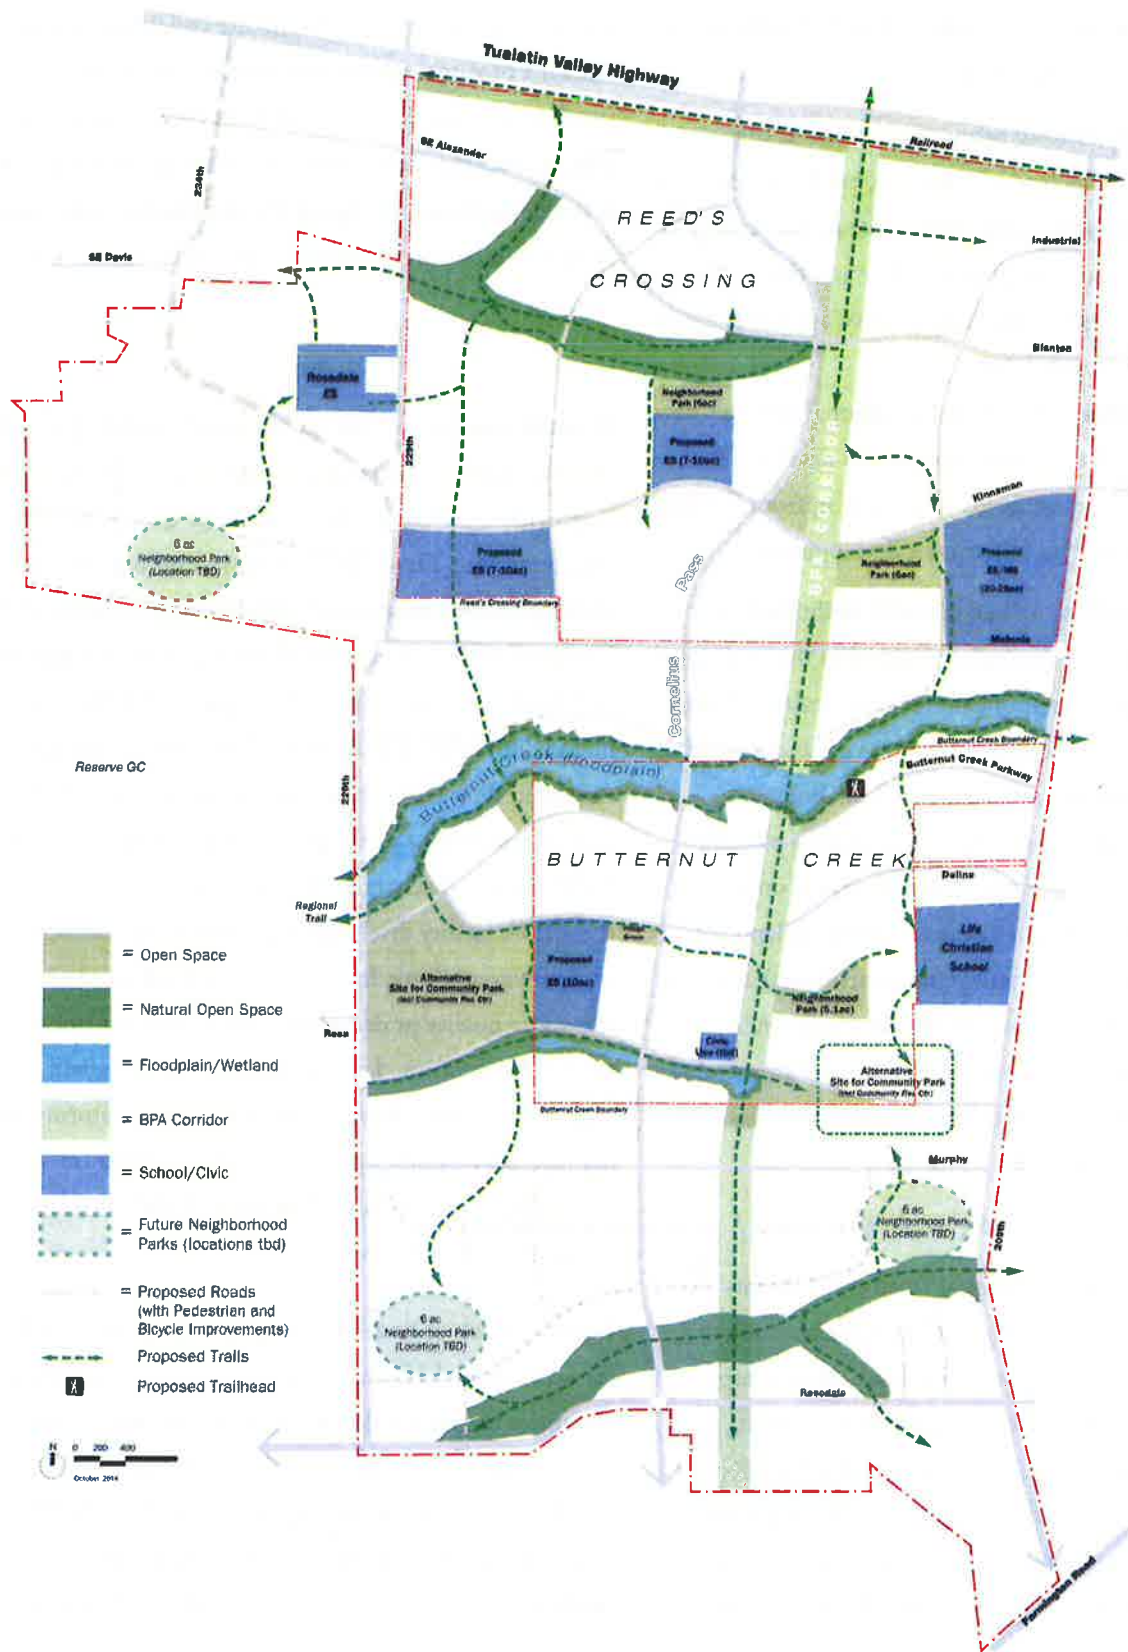 Tualatin Valley Highway
Railroad
SE Alexander
234th
REED'S
CROSSING
Industrial
SE Davis
Blanton
Rosedale
ES
Neighborhood
Park (6ac)
Proposed
ES (7-10ac)
229th
BPA CORRIDOR
Kinnaman
6 ac
Neighborhood Park
(Location TBD)
Proposed
ES (7-10ac)
Neighborhood
Park (6ac)
Proposed
Reed's Crossing Boundary
Pass
Cornelius
Butternut Creek Boundary
Butternut Creek (floodplain)
Butternut Creek Parkway
Reserve GC
BUTTERNUT CREEK
Deline
Regional
Trail
Life
Christian
School
Alternative
Site for Community Park
Proposed
ES (10ac)
Neighborhood
Park (5.1ac)
Civic
Use (tbd)
Ross
Alternative
Site for Community Park
Butternut Creek Boundary
Murphy
6 ac
Neighborhood Park
(Location TBD)
209th
6 ac
Neighborhood Park
(Location TBD)
Rosedale
Farmington Road
= Open Space
= Natural Open Space
= Floodplain/Wetland
= BPA Corridor
= School/Civic
= Future Neighborhood
Parks (locations tbd)
= Proposed Roads
(with Pedestrian and
Bicycle Improvements)
Proposed Trails
Proposed Trailhead
N
0 200 400
October 2014